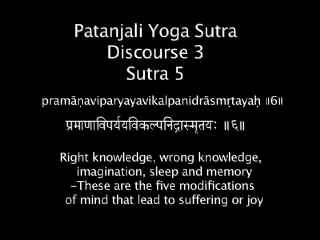 Patanjali Yoga Sutra
Discourse 3
Sutra 5
pramāṇaviparyayavikalpanidrāsmṛtayaḥ ॥6॥
प्रमाणाविपर्ययविकल्पनिद्रास्मृतयः ॥६॥
Right knowledge, wrong knowledge,
imagination, sleep and memory
-These are the five modifications
of mind that lead to suffering or joy